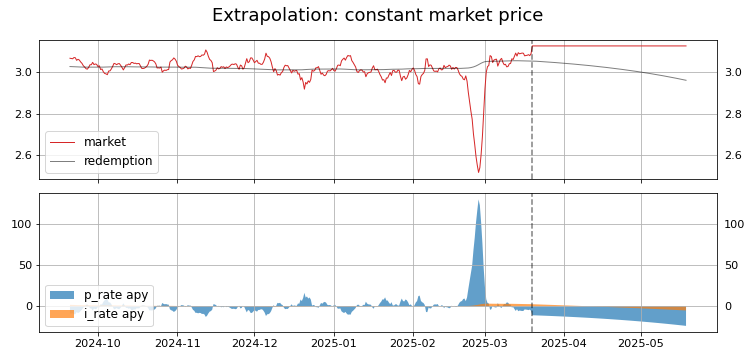 Extrapolation: constant market price
3.0 3.0
2.8 2.8
2.6 2.6
market
redemption
100 100
50 50
0 0
p_rate apy
i_rate apy
2024-10 2024-11 2024-12 2025-01 2025-02 2025-03 2025-04 2025-05